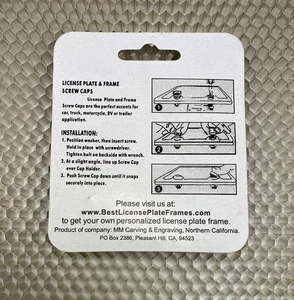 LICENSE PLATE & FRAME
SCREW CAPS
License Plate and Frame
Screw Caps are the perfect accents for
car, truck, motorcycle, RV or trailer
application.
INSTALLATION:
1. Position washer, then insert screw.
Hold in place with screwdriver.
Tighten bolt on backside with wrench.
2. At a slight angle, line up Screw Cap
over Cap Holder.
3. Push Screw Cap down until it snaps
securely into place.
1
2
3
Please visit us at:
www.BestLicensePlateFrames.com
to get your own personalized license plate frame.
Product of company: MM Carving & Engraving, Northern California.
PO Box 2386, Pleasant Hill, CA, 94523